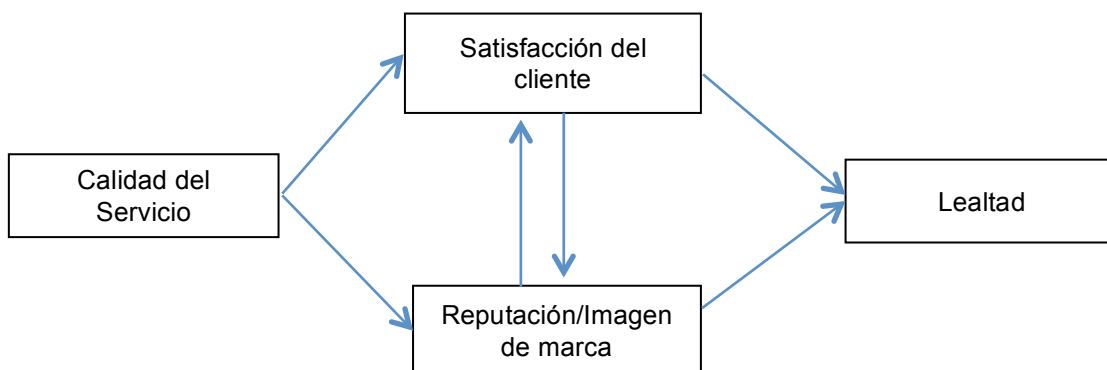 Satisfacción del
cliente
Calidad del
Servicio
Lealtad
Reputación/Imagen
de marca